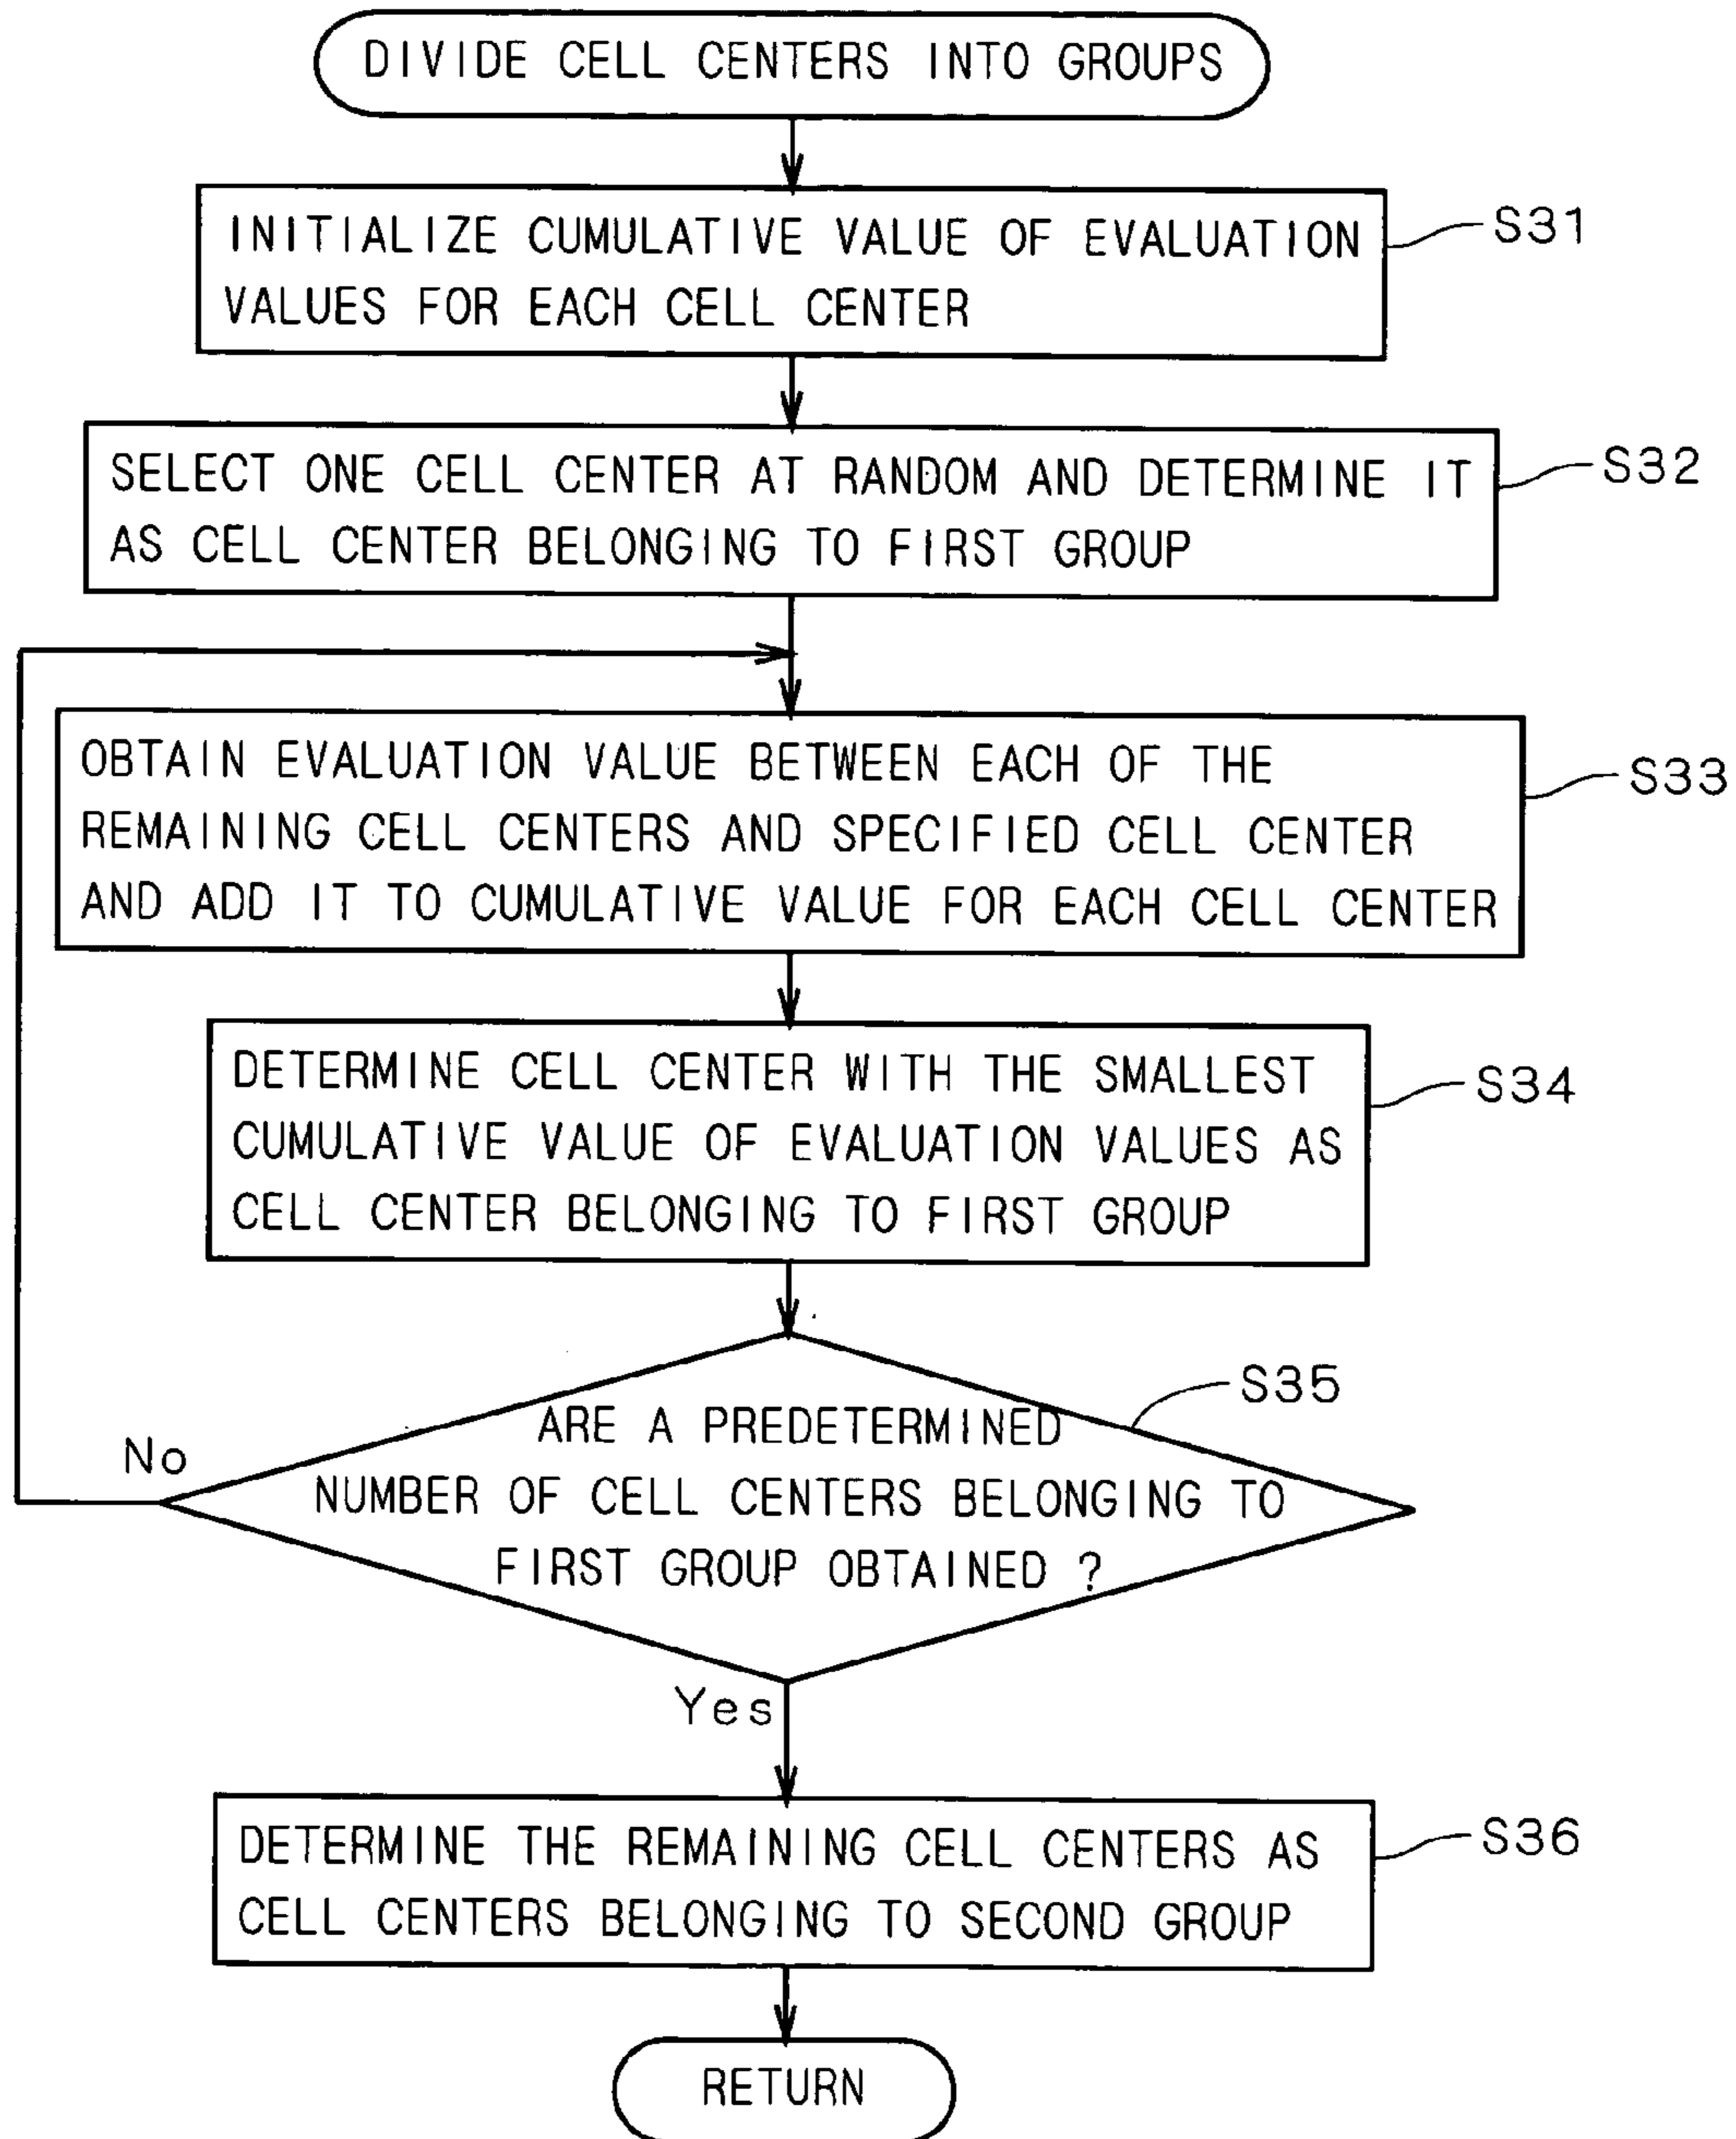 DIVIDE CELL CENTERS INTO GROUPS
INITIALIZE CUMULATIVE VALUE OF EVALUATION
VALUES FOR EACH CELL CENTER
S31
SELECT ONE CELL CENTER AT RANDOM AND DETERMINE IT
AS CELL CENTER BELONGING TO FIRST GROUP
S32
OBTAIN EVALUATION VALUE BETWEEN EACH OF THE
REMAINING CELL CENTERS AND SPECIFIED CELL CENTER
AND ADD IT TO CUMULATIVE VALUE FOR EACH CELL CENTER
S33
DETERMINE CELL CENTER WITH THE SMALLEST
CUMULATIVE VALUE OF EVALUATION VALUES AS
CELL CENTER BELONGING TO FIRST GROUP
S34
S35
ARE A PREDETERMINED
NUMBER OF CELL CENTERS BELONGING TO
FIRST GROUP OBTAINED ?
No
Yes
DETERMINE THE REMAINING CELL CENTERS AS
CELL CENTERS BELONGING TO SECOND GROUP
S36
RETURN